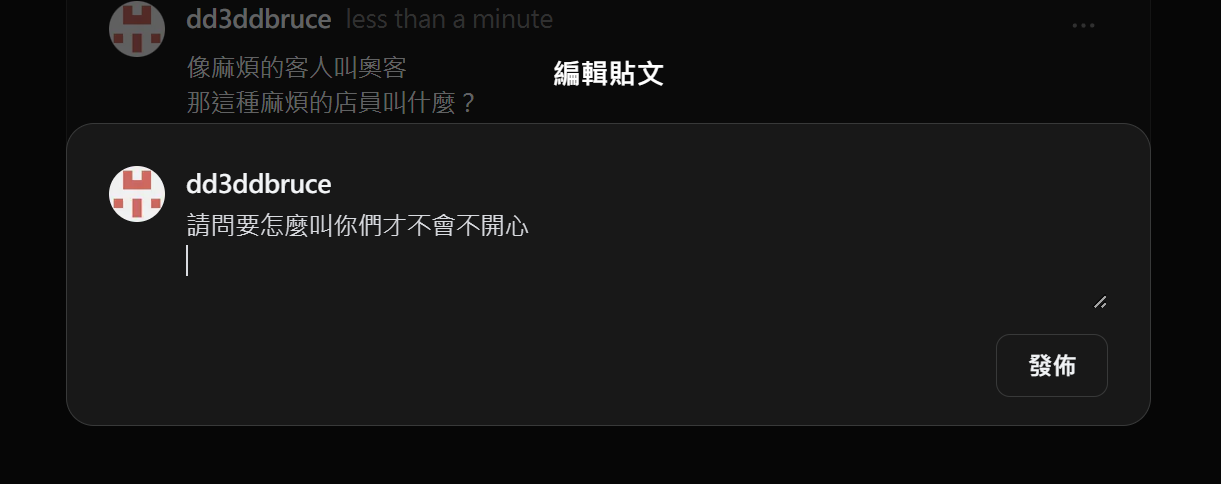 dd3ddbruce less than a minute
像麻煩的客人叫奧客
那這種麻煩的店員叫什麼？
編輯貼文
dd3ddbruce
請問要怎麼叫你們才不會不開心
發佈